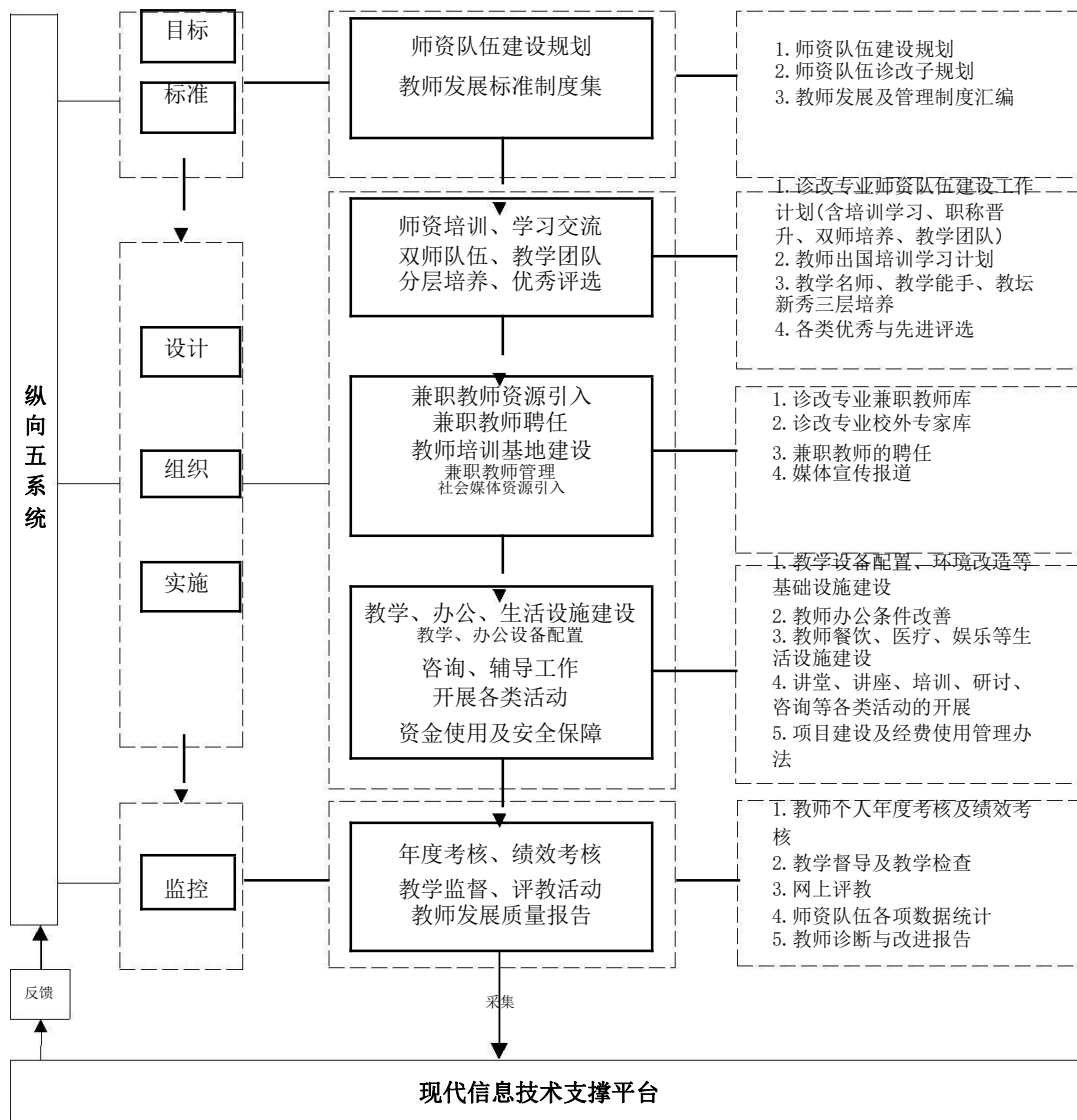 目标
标准
师资队伍建设规划
教师发展标准制度集
1.师资队伍建设规划
2.师资队伍诊改子规划
3.教师发展及管理制度汇编
纵向五系统
设计
组织
实施
师资培训、学习交流
双师队伍、教学团队
分层培养、优秀评选
1.诊改专业师资队伍建设工作
计划(含培训学习、职称晋
升、双师培养、教学团队)
2.教师出国培训学习计划
3.教学名师、教学能手、教坛
新秀三层培养
4.各类优秀与先进评选
兼职教师资源引入
兼职教师聘任
教师培训基地建设
兼职教师管理
社会媒体资源引入
1.诊改专业兼职教师库
2.诊改专业校外专家库
3.兼职教师的聘任
4.媒体宣传报道
教学、办公、生活设施建设
教学、办公设备配置
咨询、辅导工作
开展各类活动
资金使用及安全保障
1.教学设备配置、环境改造等
基础设施建设
2.教师办公条件改善
3.教师餐饮、医疗、娱乐等生
活设施建设
4.讲堂、讲座、培训、研讨、
咨询等各类活动的开展
5.项目建设及经费使用管理办
法
监控
年度考核、绩效考核
教学监督、评教活动
教师发展质量报告
1.教师个人年度考核及绩效考
核
2.教学督导及教学检查
3.网上评教
4.师资队伍各项数据统计
5.教师诊断与改进报告
反馈
采集
现代信息技术支撑平台